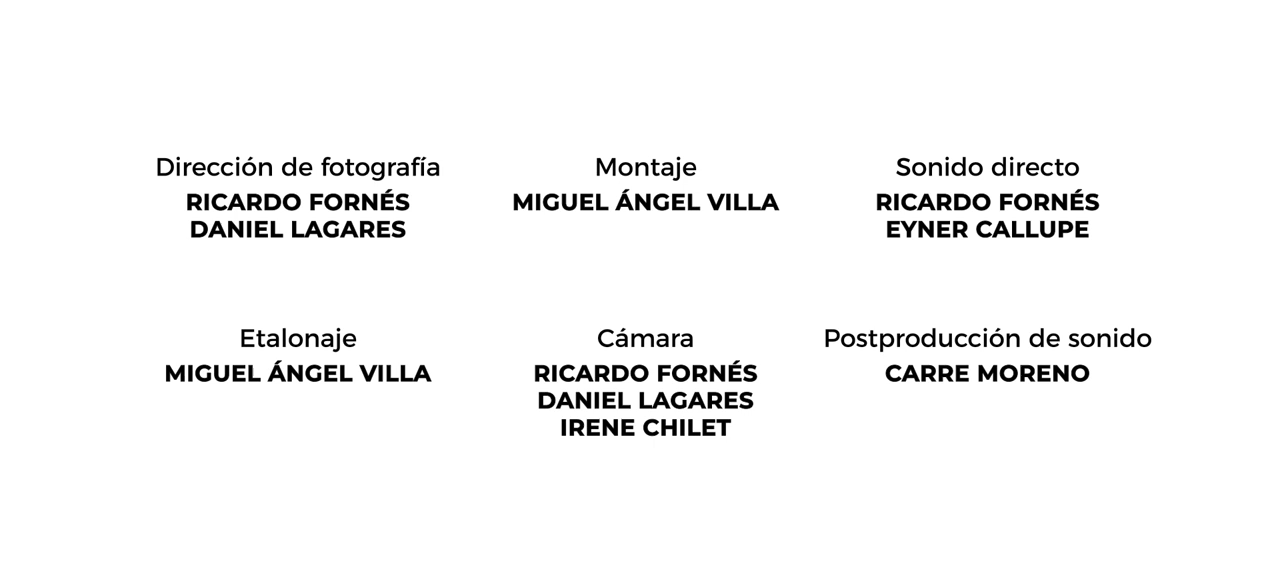 Dirección de fotografía
RICARDO FORNÉS
DANIEL LAGARES
Montaje
MIGUEL ÁNGEL VILLA
Sonido directo
RICARDO FORNÉS
EYNER CALLUPE
Etalonaje
MIGUEL ÁNGEL VILLA
Cámara
RICARDO FORNÉS
DANIEL LAGARES
IRENE CHILET
Postproducción de sonido
CARRE MORENO